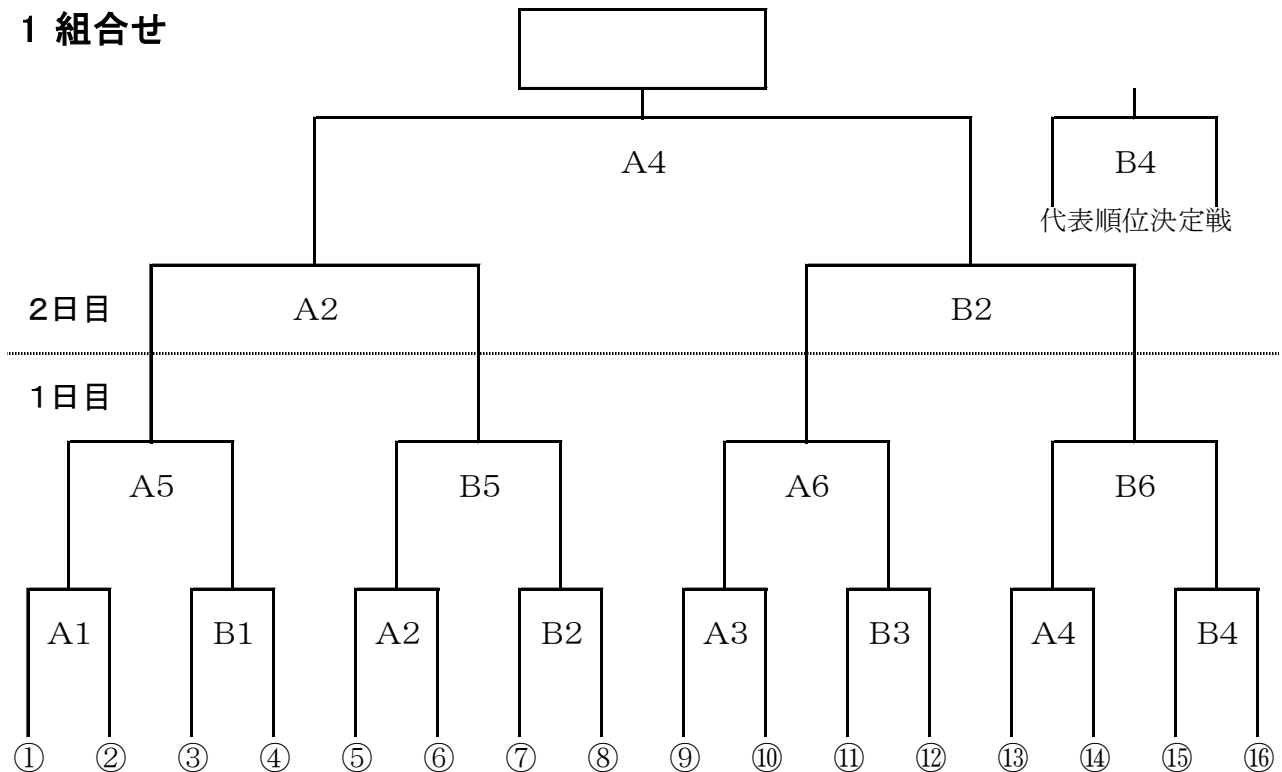 1 組合せ
A4
B4
代表順位決定戦
2日目
A2
B2
1日目
A5
B5
A6
B6
A1
B1
A2
B2
A3
B3
A4
B4
① ② ③ ④ ⑤ ⑥ ⑦ ⑧ ⑨ ⑩ ⑪ ⑫ ⑬ ⑭ ⑮ ⑯